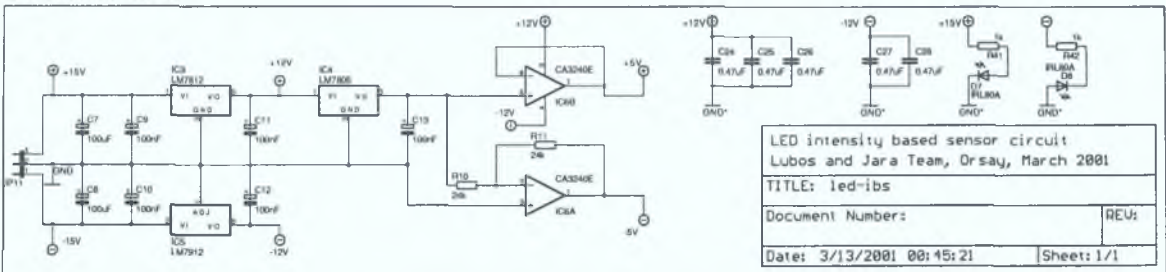 +15V
JP11
GND
-15V
C7
100uF
C9
100nF
C8
100uF
C10
100nF
IC3
LM7812
VI VO
GND
IC5
LM7912
ADJ
VI VO
+12V
C11
100nF
C12
100nF
-12V
IC4
LM7805
VI VO
GND
C13
100nF
+12V
CA3240E
IC6B
-12V
+5V
R10
24k
R11
24k
CA3240E
IC6A
-5V
+12V
C24
0.47uF
C25
0.47uF
C26
0.47uF
GND*
-12V
C27
0.47uF
C28
0.47uF
GND*
+15V
1k
R41
D7
IRL80A
GND*
1k
R42
IRL80A
D8
GND*
LED intensity based sensor circuit
Lubos and Jara Team, Orsay, March 2001
TITLE: led-ibs
Document Number:
REV:
Date: 3/13/2001 00:45:21
Sheet: 1/1